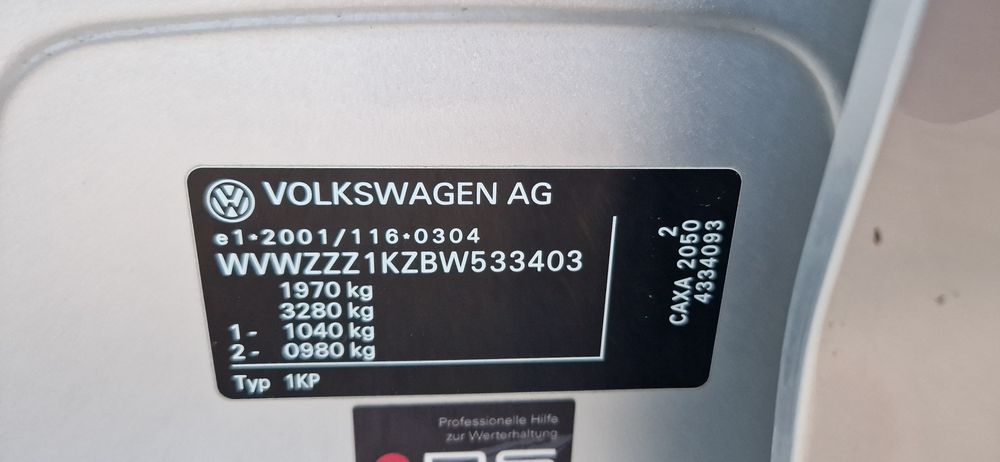 VOLKSWAGEN AG
e1*2001/116*0304
WVWZZZ1KZBW533403
1970 kg
3280 kg
1- 1040 kg
2- 0980 kg
Typ 1KP
2
CAXA 2050
4334093
Professionelle Hilfe
zur Werterhaltung